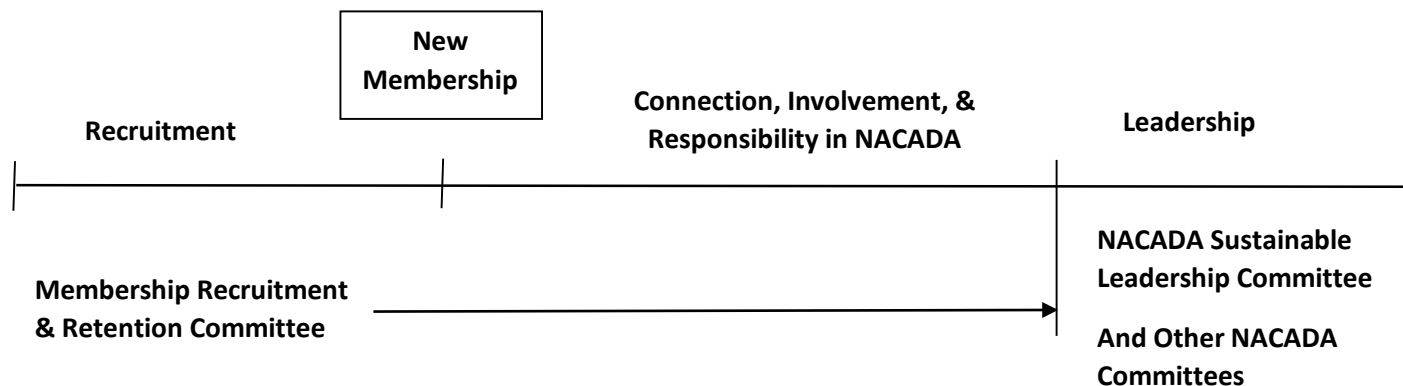 New
Membership
Recruitment
Connection, Involvement, &
Responsibility in NACADA
Leadership
Membership Recruitment
& Retention Committee
NACADA Sustainable
Leadership Committee
And Other NACADA
Committees